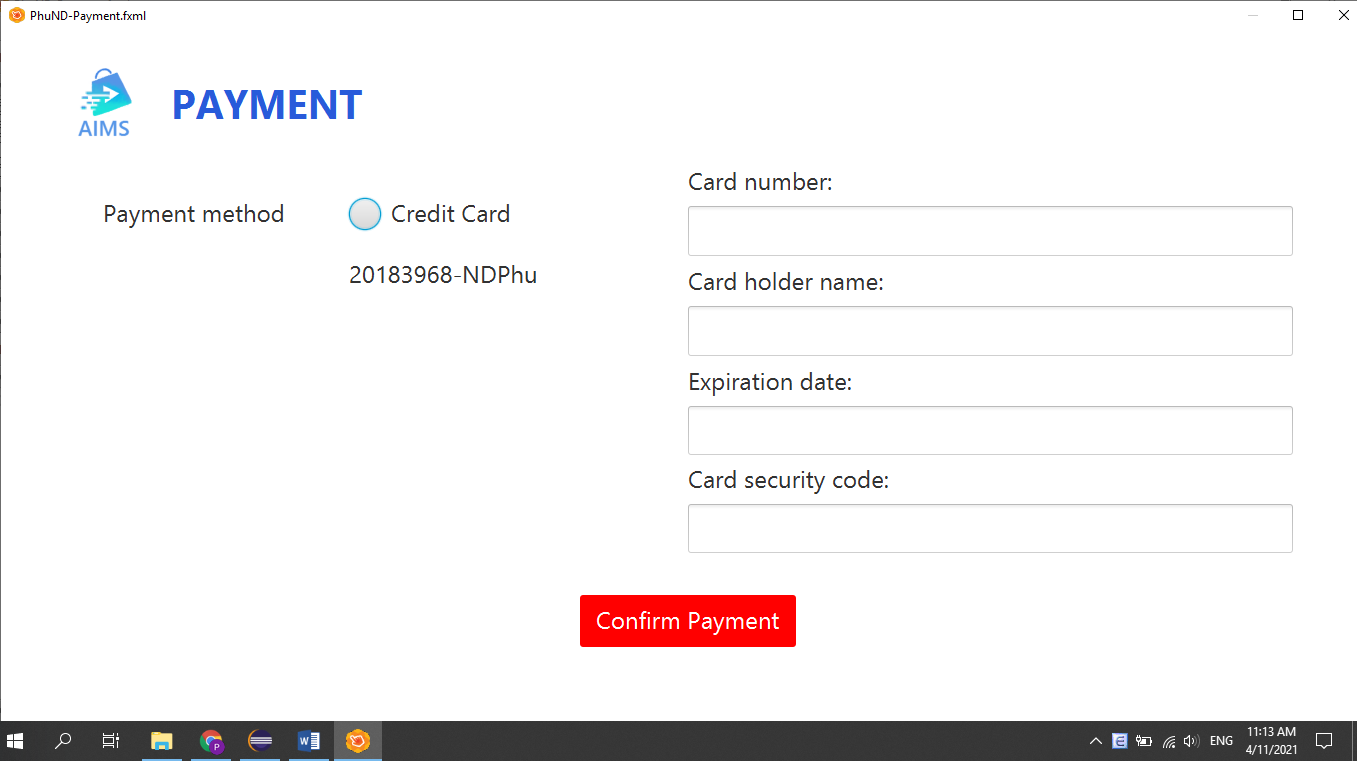 PhuND-Payment.fxml
AIMS
PAYMENT
Payment method
Credit Card
20183968-NDPhu
Card number:
Card holder name:
Expiration date:
Card security code:
Confirm Payment
P
W
E
ENG
11:13 AM
4/11/2021